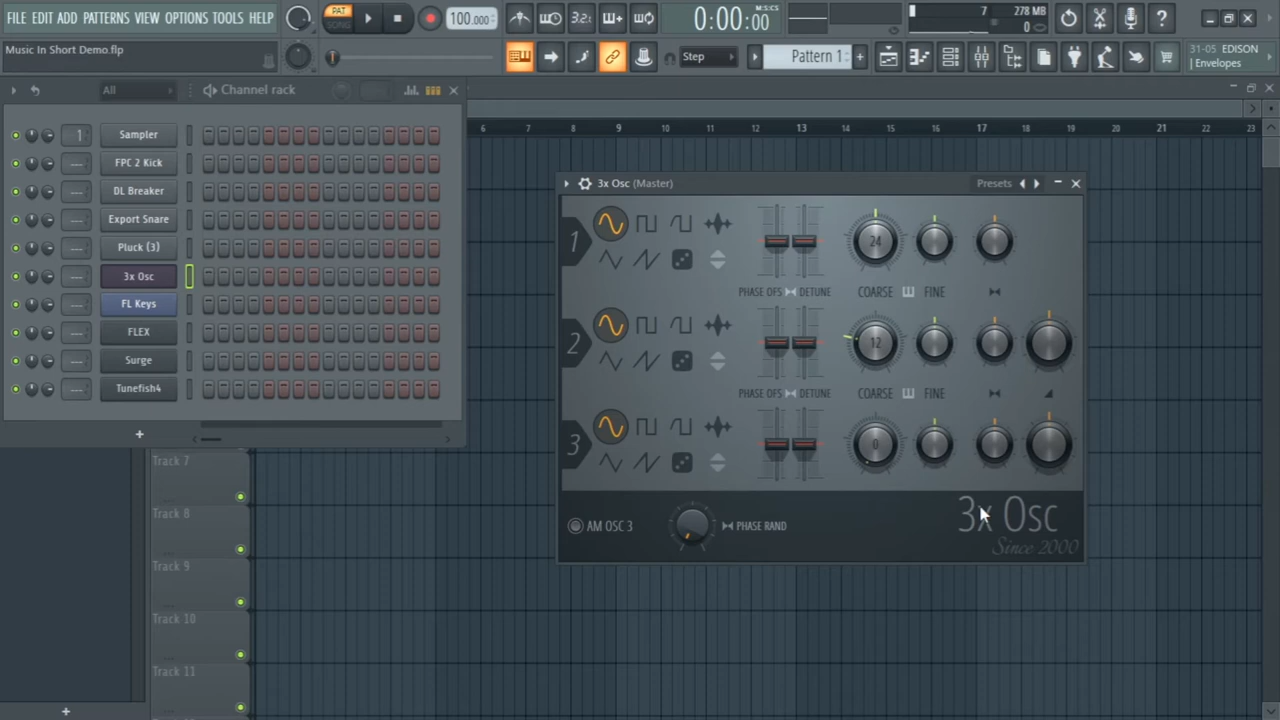 FILE EDIT ADD PATTERNS VIEW OPTIONS TOOLS HELP
PAT
100.000
3.2
0:00:00
M:S:CS
7
278 MB
0
Music In Short Demo.flp
Step
Pattern 1
31-05 EDISON
| Envelopes
All
Channel rack
1
Sampler
FPC 2 Kick
DL Breaker
Export Snare
Pluck (3)
3x Osc
FL Keys
FLEX
Surge
Tunefish4
6 7 8 9 10 11 12 13 14 15 16 17 18 19 20 21 22 23
3x Osc (Master)
Presets
1
24
PHASE OFS DETUNE COARSE FINE
2
12
PHASE OFS DETUNE COARSE FINE
3
0
AM OSC 3
PHASE RAND
3x Osc
Since 2000
Track 7
Track 8
Track 9
Track 10
Track 11